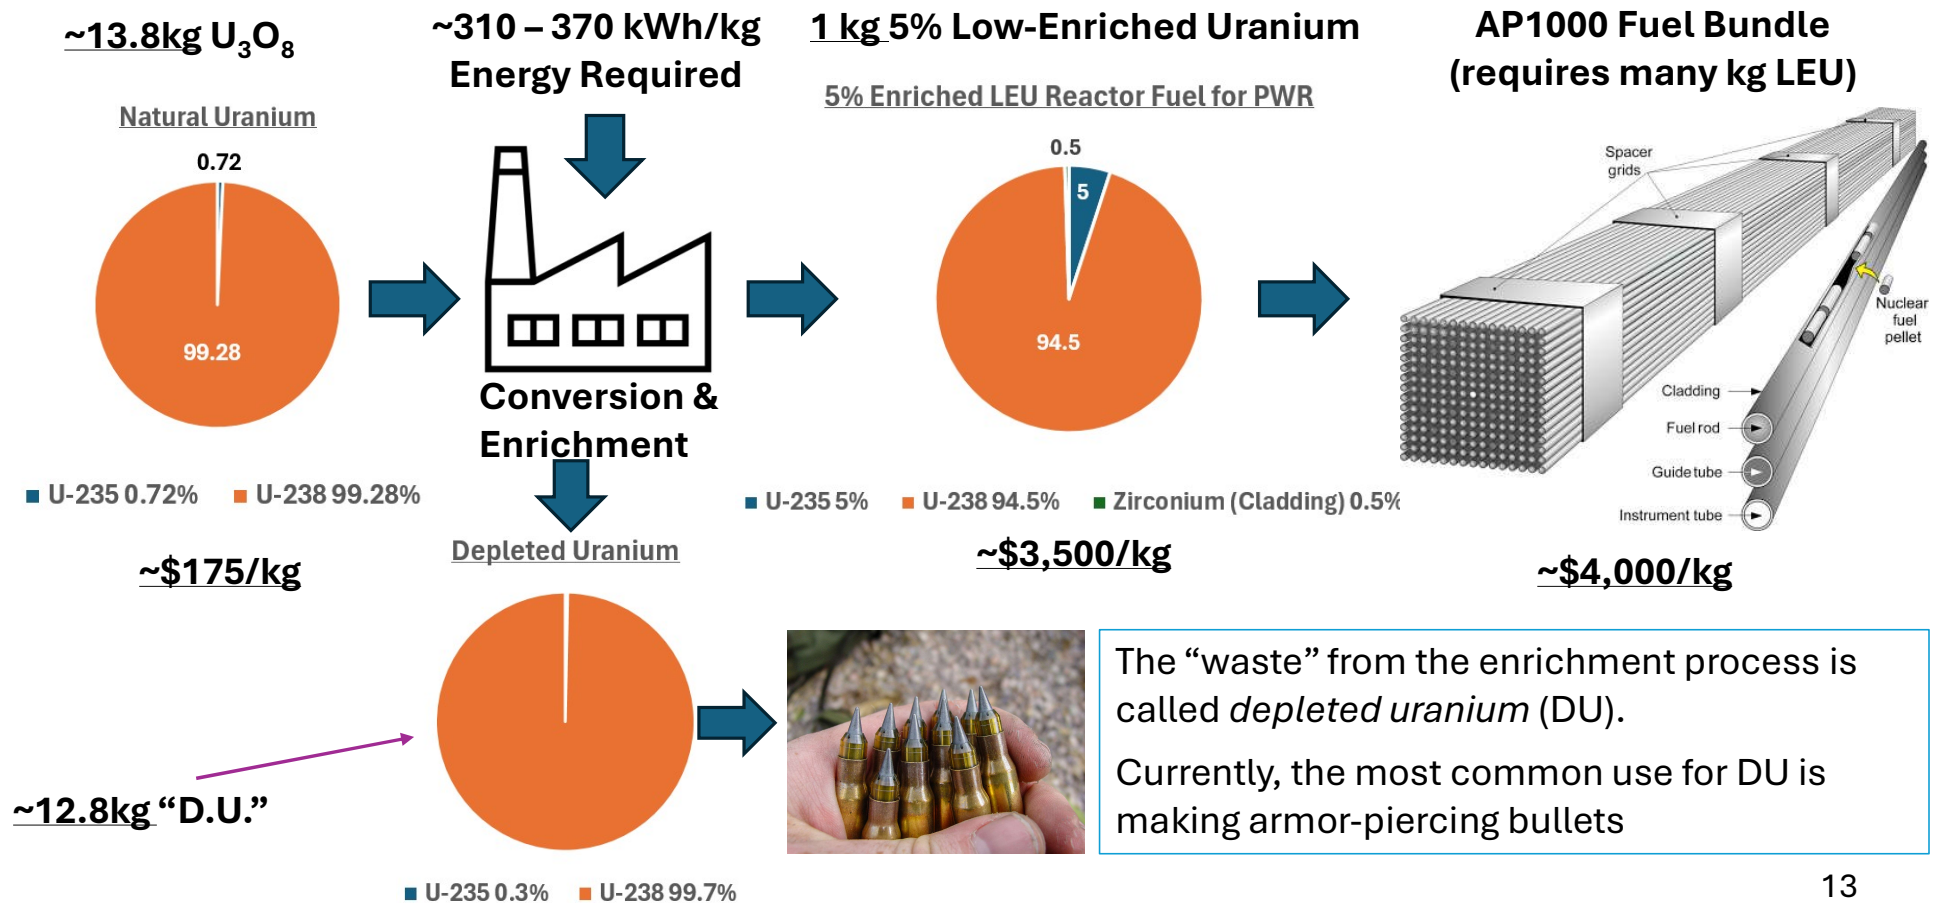 ~13.8kg U₃O₈
Natural Uranium
0.72
99.28
U-235 0.72%
U-238 99.28%
~$175/kg
~310 – 370 kWh/kg
Energy Required
Conversion &
Enrichment
1 kg 5% Low-Enriched Uranium
5% Enriched LEU Reactor Fuel for PWR
0.5
5
94.5
U-235 5%
U-238 94.5%
Zirconium (Cladding) 0.5%
~$3,500/kg
AP1000 Fuel Bundle
(requires many kg LEU)
Spacer
grids
Nuclear
fuel
pellet
Cladding
Fuel rod
Guide tube
Instrument tube
~$4,000/kg
Depleted Uranium
~12.8kg “D.U.”
U-235 0.3%
U-238 99.7%
The “waste” from the enrichment process is
called depleted uranium (DU).
Currently, the most common use for DU is
making armor-piercing bullets
13